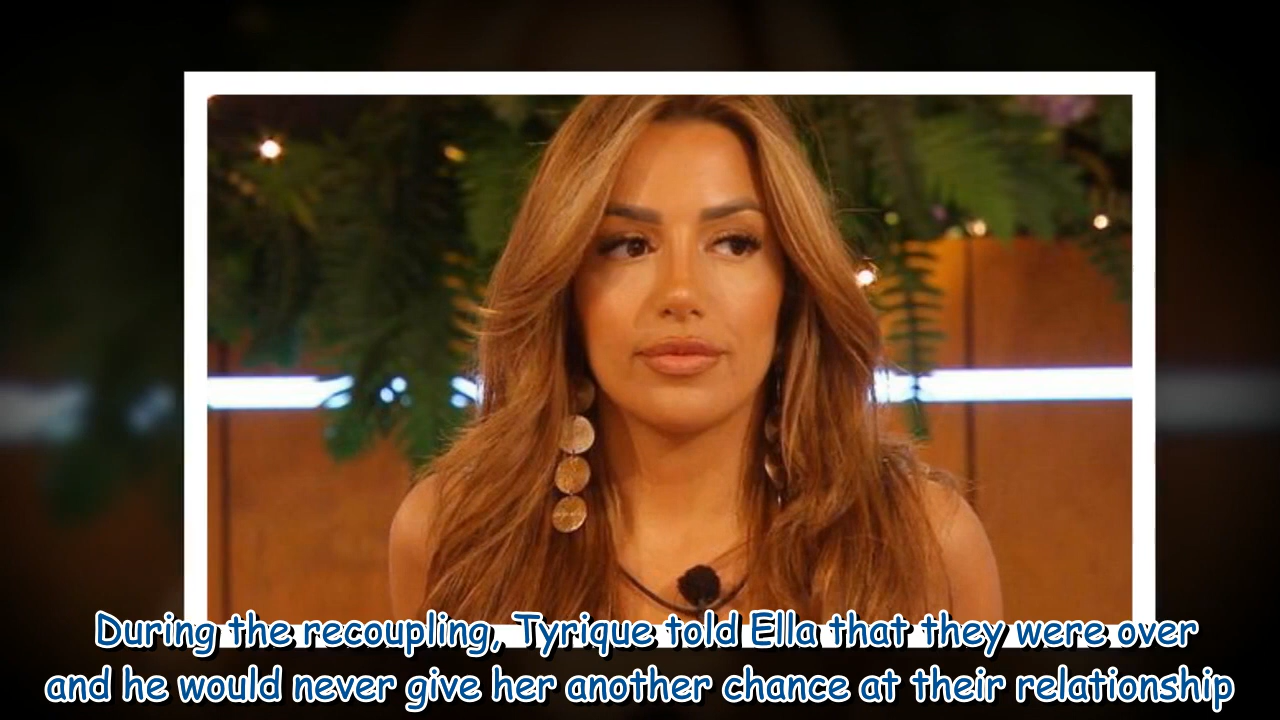 During the recoupling, Tyrique told Ella that they were over
and he would never give her another chance at their relationship